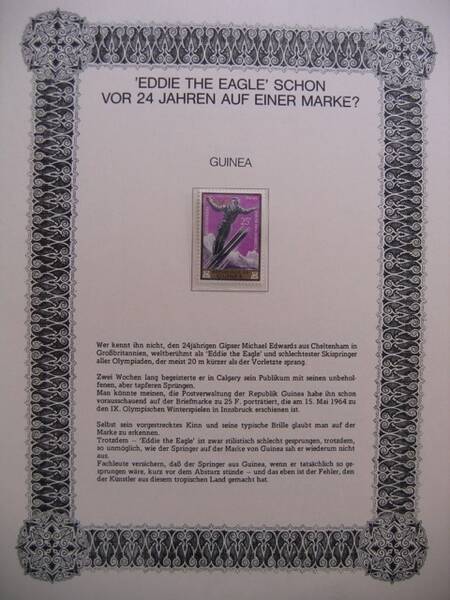 'EDDIE THE EAGLE' SCHON
VOR 24 JAHREN AUF EINER MARKE?
GUINEA
25F
GUINEE
Wer kennt ihn nicht, den 24jährigen Gipser Michael Edwards aus Cheltenham in
Großbritannien, weltberühmt als 'Eddie the Eagle' und schlechtester Skispringer
aller Olympiaden, der meist 20 m kürzer als der Vorletzte sprang.
Zwei Wochen lang begeisterte er in Calgary sein Publikum mit seinen unbehol-
fenen, aber tapferen Sprüngen.
Man könnte meinen, die Postverwaltung der Republik Guinea habe ihn schon
vorausschauend auf der Briefmarke zu 25 F. porträtiert, die am 15. Mai 1964 zu
den IX. Olympischen Winterspielen in Innsbruck erschienen ist.
Selbst sein vorgestrecktes Kinn und seine typische Brille glaubt man auf der
Marke zu erkennen.
Trotzdem – 'Eddie the Eagle' ist zwar stilistisch schlecht gesprungen, trotzdem,
so unmöglich, wie der Springer auf der Marke von Guinea sah er wiederum nicht
aus.
Fachleute versichern, daß der Springer aus Guinea, wenn er tatsächlich so ge-
sprungen wäre, kurz vor dem Absturz stünde – und das eben ist der Fehler, den
der Künstler aus diesem tropischen Land gemacht hat.